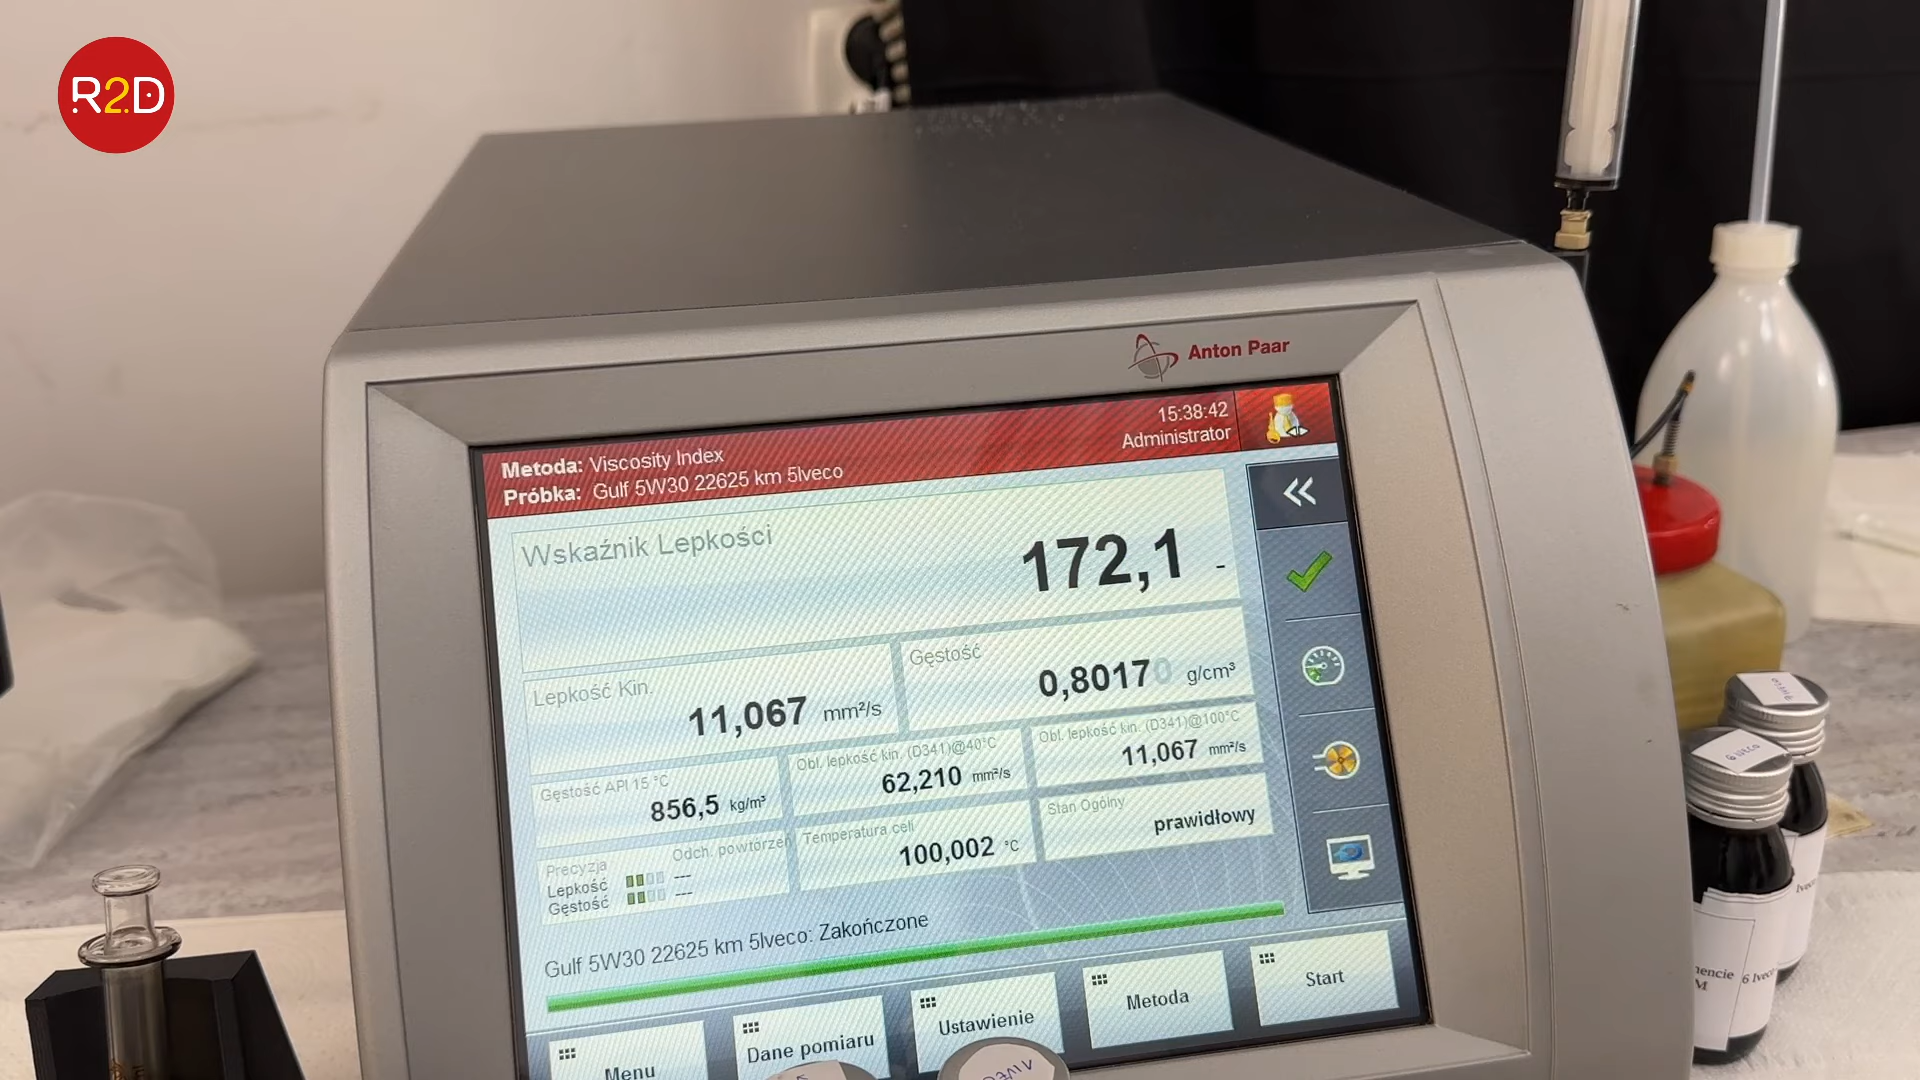 R2D
Anton Paar
15:38:42
Administrator
Metoda: Viscosity Index
Próbka: Gulf 5W30 22625 km 5Iveco
Wskaźnik Lepkości
172,1 -
Lepkość Kin.
11,067 mm²/s
Gęstość
0,80170 g/cm³
Gęstość API 15 °C
856,5 kg/m³
Obl. lepkość kin. (D341)@40°C
62,210 mm²/s
Obl. lepkość kin. (D341)@100°C
11,067 mm²/s
Precyzja Odch. powtórzeń
Lepkość ---
Gęstość ---
Temperatura celi
100,002 °C
Stan Ogólny
prawidłowy
Gulf 5W30 22625 km 5Iveco: Zakończone
Menu
Dane pomiaru
Ustawienie
Metoda
Start
6 Iveco